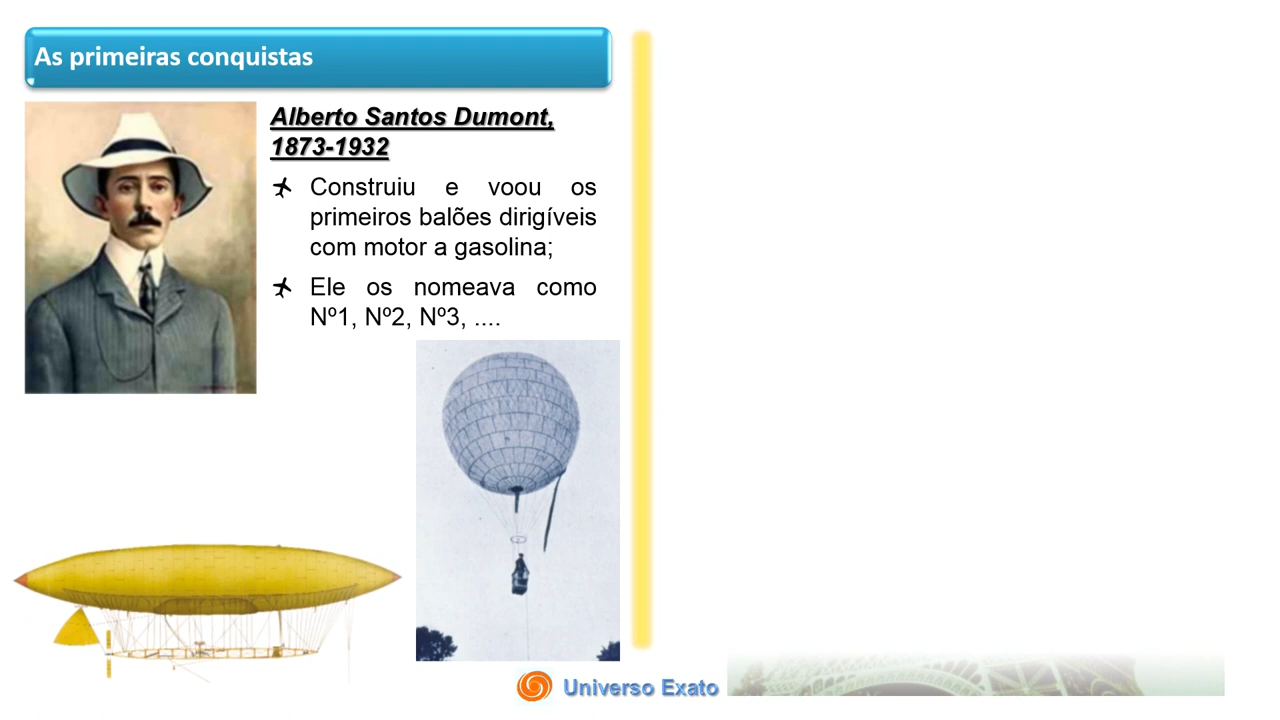 As primeiras conquistas
Alberto Santos Dumont,
1873-1932
Construiu e voou os
primeiros balões dirigíveis
com motor a gasolina;
Ele os nomeava como
Nº1, Nº2, Nº3, ....
Universo Exato